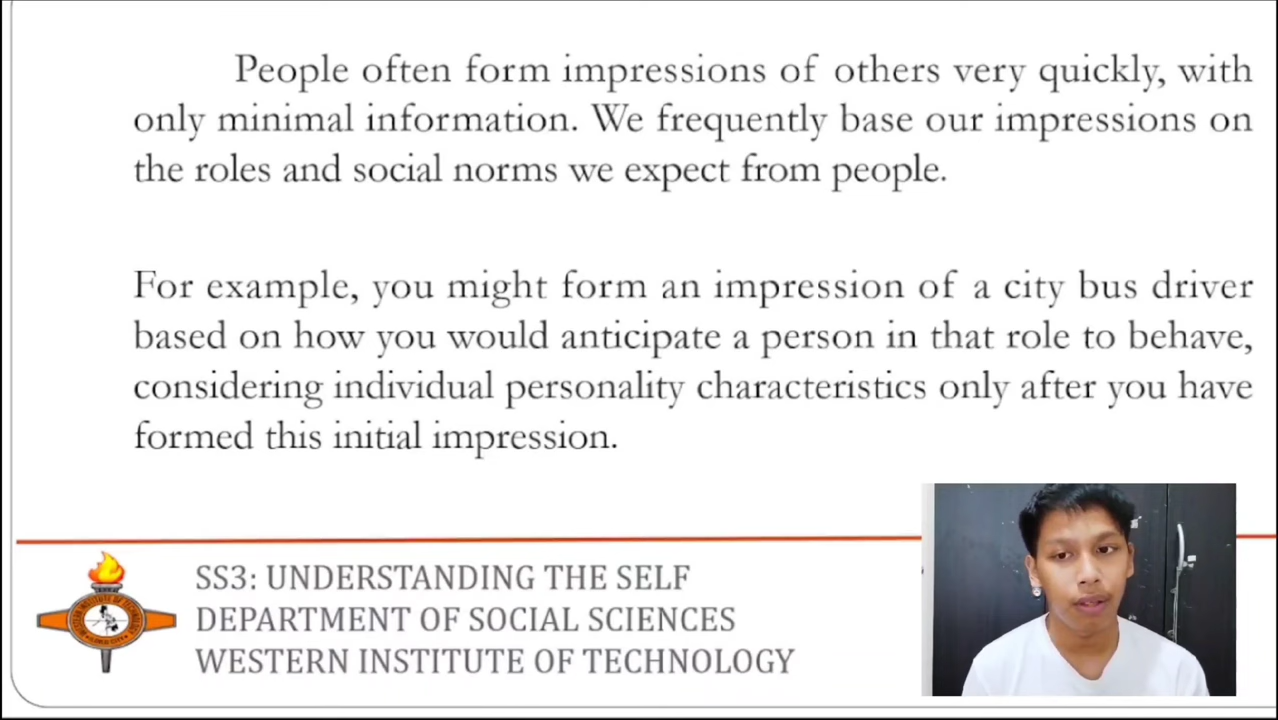 People often form impressions of others very quickly, with
only minimal information. We frequently base our impressions on
the roles and social norms we expect from people.
For example, you might form an impression of a city bus driver
based on how you would anticipate a person in that role to behave,
considering individual personality characteristics only after you have
formed this initial impression.
SS3: UNDERSTANDING THE SELF
DEPARTMENT OF SOCIAL SCIENCES
WESTERN INSTITUTE OF TECHNOLOGY